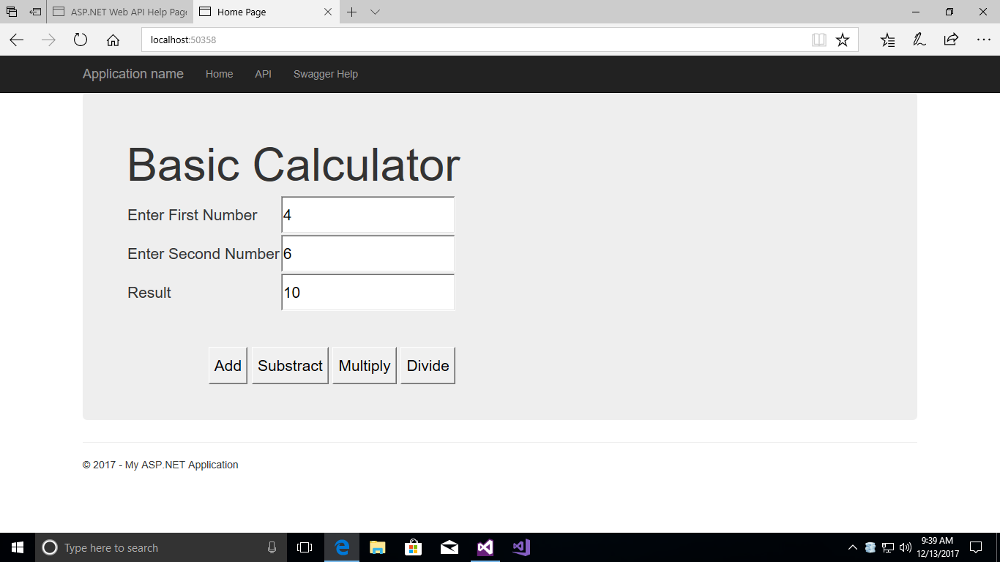 ASP.NET Web API Help Pag
Home Page
localhost:50358
Application name Home API Swagger Help
Basic Calculator
Enter First Number 4
Enter Second Number 6
Result 10
Add Substract Multiply Divide
© 2017 - My ASP.NET Application
Type here to search
9:39 AM
12/13/2017